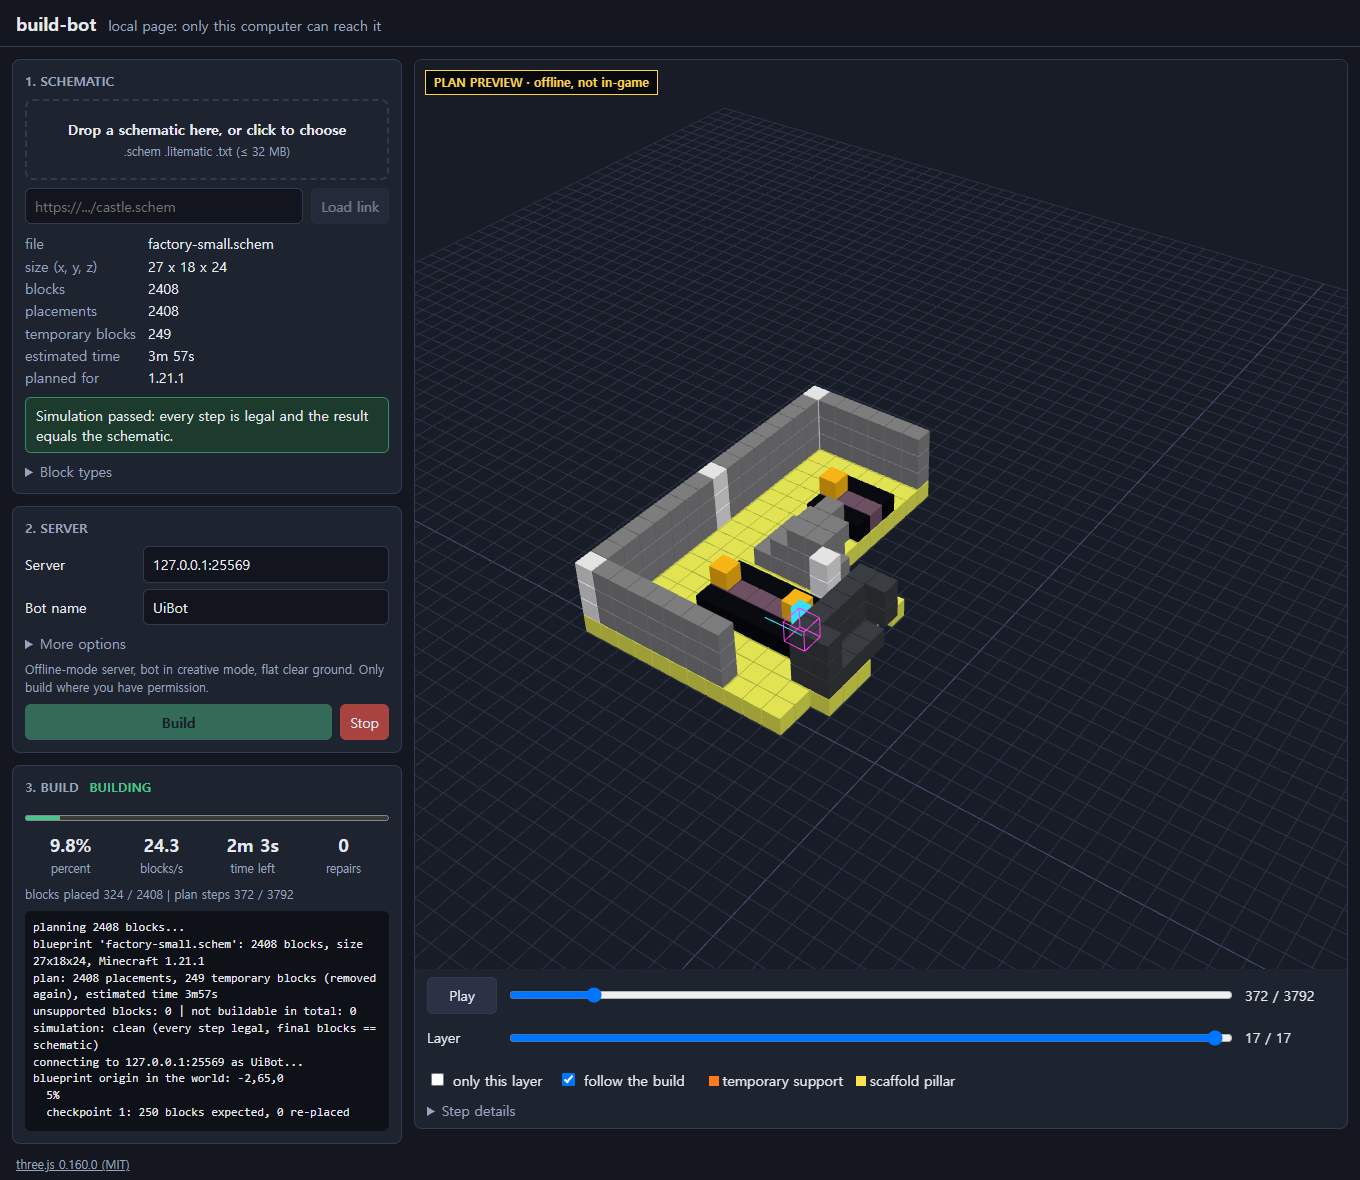 build-bot local page: only this computer can reach it
1. SCHEMATIC
Drop a schematic here, or click to choose
.schem .litematic .txt (≤ 32 MB)
https://.../castle.schem
Load link
file factory-small.schem
size (x, y, z) 27 x 18 x 24
blocks 2408
placements 2408
temporary blocks 249
estimated time 3m 57s
planned for 1.21.1
Simulation passed: every step is legal and the result
equals the schematic.
Block types
2. SERVER
Server 127.0.0.1:25569
Bot name UiBot
More options
Offline-mode server, bot in creative mode, flat clear ground. Only
build where you have permission.
Build
Stop
3. BUILD BUILDING
9.8% 24.3 2m 3s 0
percent blocks/s time left repairs
blocks placed 324 / 2408 | plan steps 372 / 3792
planning 2408 blocks...
blueprint 'factory-small.schem': 2408 blocks, size
27x18x24, Minecraft 1.21.1
plan: 2408 placements, 249 temporary blocks (removed
again), estimated time 3m57s
unsupported blocks: 0 | not buildable in total: 0
simulation: clean (every step legal, final blocks ==
schematic)
connecting to 127.0.0.1:25569 as UiBot...
blueprint origin in the world: -2,65,0
5%
checkpoint 1: 250 blocks expected, 0 re-placed
three.js 0.160.0 (MIT)
PLAN PREVIEW · offline, not in-game
Play
372 / 3792
Layer
17 / 17
only this layer follow the build temporary support scaffold pillar
Step details